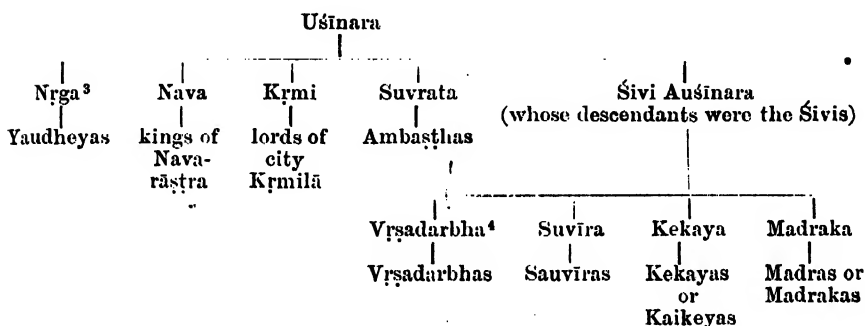 Uśīnara
Nṛga³ Nava Kṛmi Suvrata Śivi Auśīnara
(whose descendants were the Śivis)
Yaudheyas kings of lords of Ambaṣṭhas
Nava- city
rāṣṭra Kṛmilā
Vṛṣadarbha⁴ Suvīra Kekaya Madraka
Vṛṣadarbhas Sauvīras Kekayas Madras or
or Madrakas
Kaikeyas